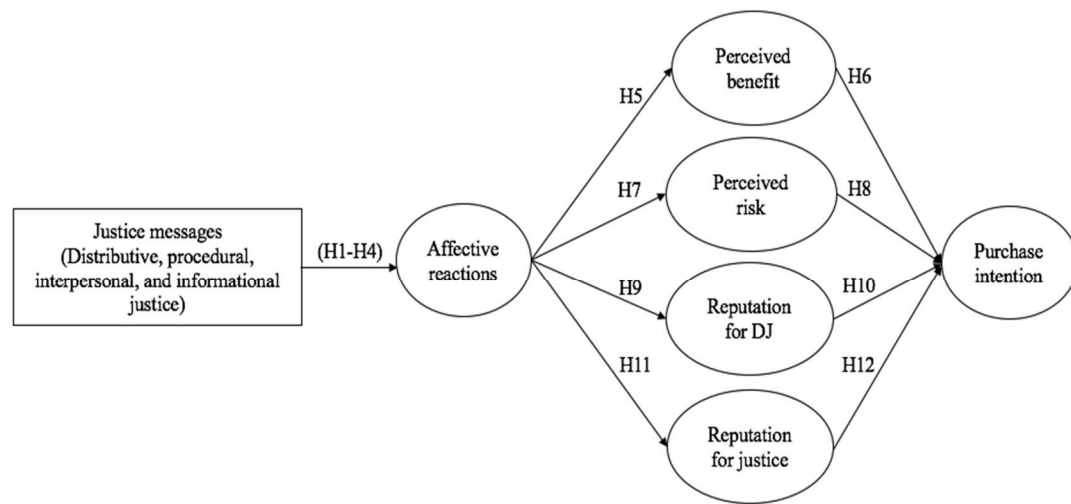 Perceived
benefit
H5
H6
H7
Perceived
risk
H8
Justice messages
(Distributive, procedural,
interpersonal, and informational
justice)
(H1-H4)
Affective
reactions
Purchase
intention
H9
Reputation
for DJ
H10
H11
H12
Reputation
for justice